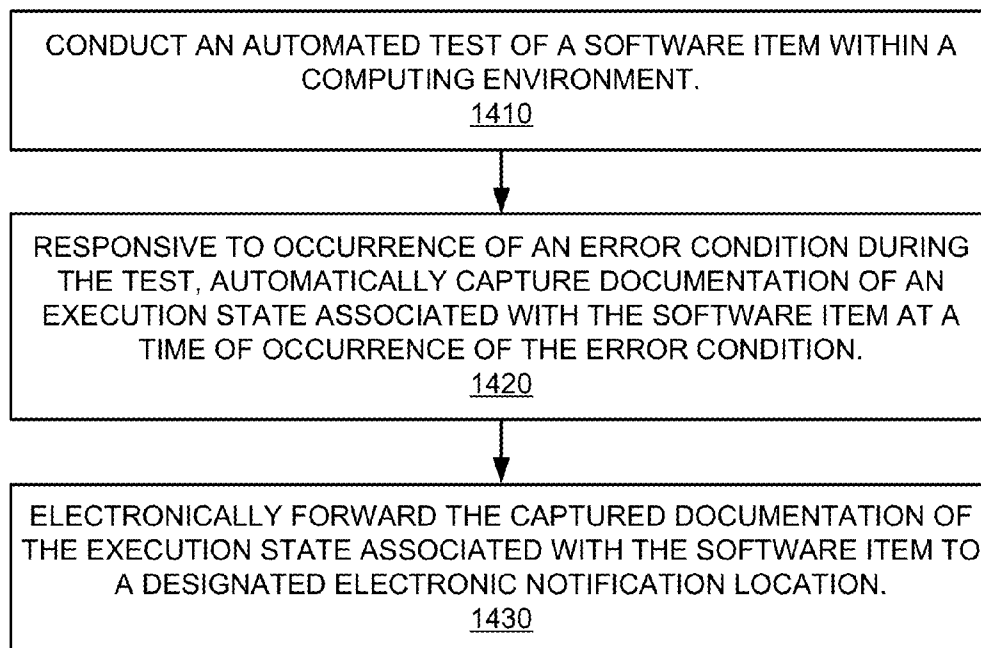 CONDUCT AN AUTOMATED TEST OF A SOFTWARE ITEM WITHIN A
COMPUTING ENVIRONMENT.
1410
RESPONSIVE TO OCCURRENCE OF AN ERROR CONDITION DURING
THE TEST, AUTOMATICALLY CAPTURE DOCUMENTATION OF AN
EXECUTION STATE ASSOCIATED WITH THE SOFTWARE ITEM AT A
TIME OF OCCURRENCE OF THE ERROR CONDITION.
1420
ELECTRONICALLY FORWARD THE CAPTURED DOCUMENTATION OF
THE EXECUTION STATE ASSOCIATED WITH THE SOFTWARE ITEM TO
A DESIGNATED ELECTRONIC NOTIFICATION LOCATION.
1430